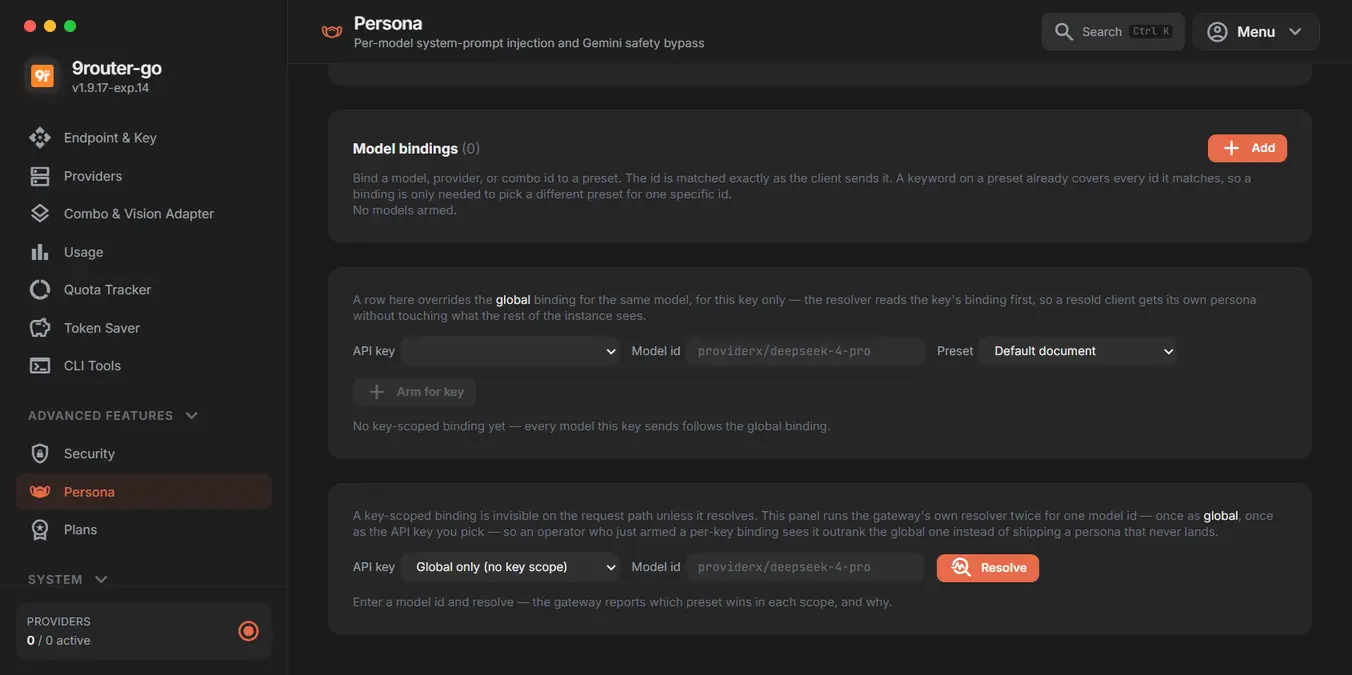 Persona
Per-model system-prompt injection and Gemini safety bypass
Search Ctrl K
Menu
9r
9router-go
v1.9.17-exp.14
Endpoint & Key
Providers
Combo & Vision Adapter
Usage
Quota Tracker
Token Saver
CLI Tools
ADVANCED FEATURES
Security
Persona
Plans
SYSTEM
PROVIDERS
0 / 0 active
Model bindings (0)
Add
Bind a model, provider, or combo id to a preset. The id is matched exactly as the client sends it. A keyword on a preset already covers every id it matches, so a
binding is only needed to pick a different preset for one specific id.
No models armed.
A row here overrides the global binding for the same model, for this key only — the resolver reads the key's binding first, so a resold client gets its own persona
without touching what the rest of the instance sees.
API key Model id providerx/deepseek-4-pro Preset Default document
Arm for key
No key-scoped binding yet — every model this key sends follows the global binding.
A key-scoped binding is invisible on the request path unless it resolves. This panel runs the gateway's own resolver twice for one model id — once as global, once
as the API key you pick — so an operator who just armed a per-key binding sees it outrank the global one instead of shipping a persona that never lands.
API key Global only (no key scope) Model id providerx/deepseek-4-pro Resolve
Enter a model id and resolve — the gateway reports which preset wins in each scope, and why.